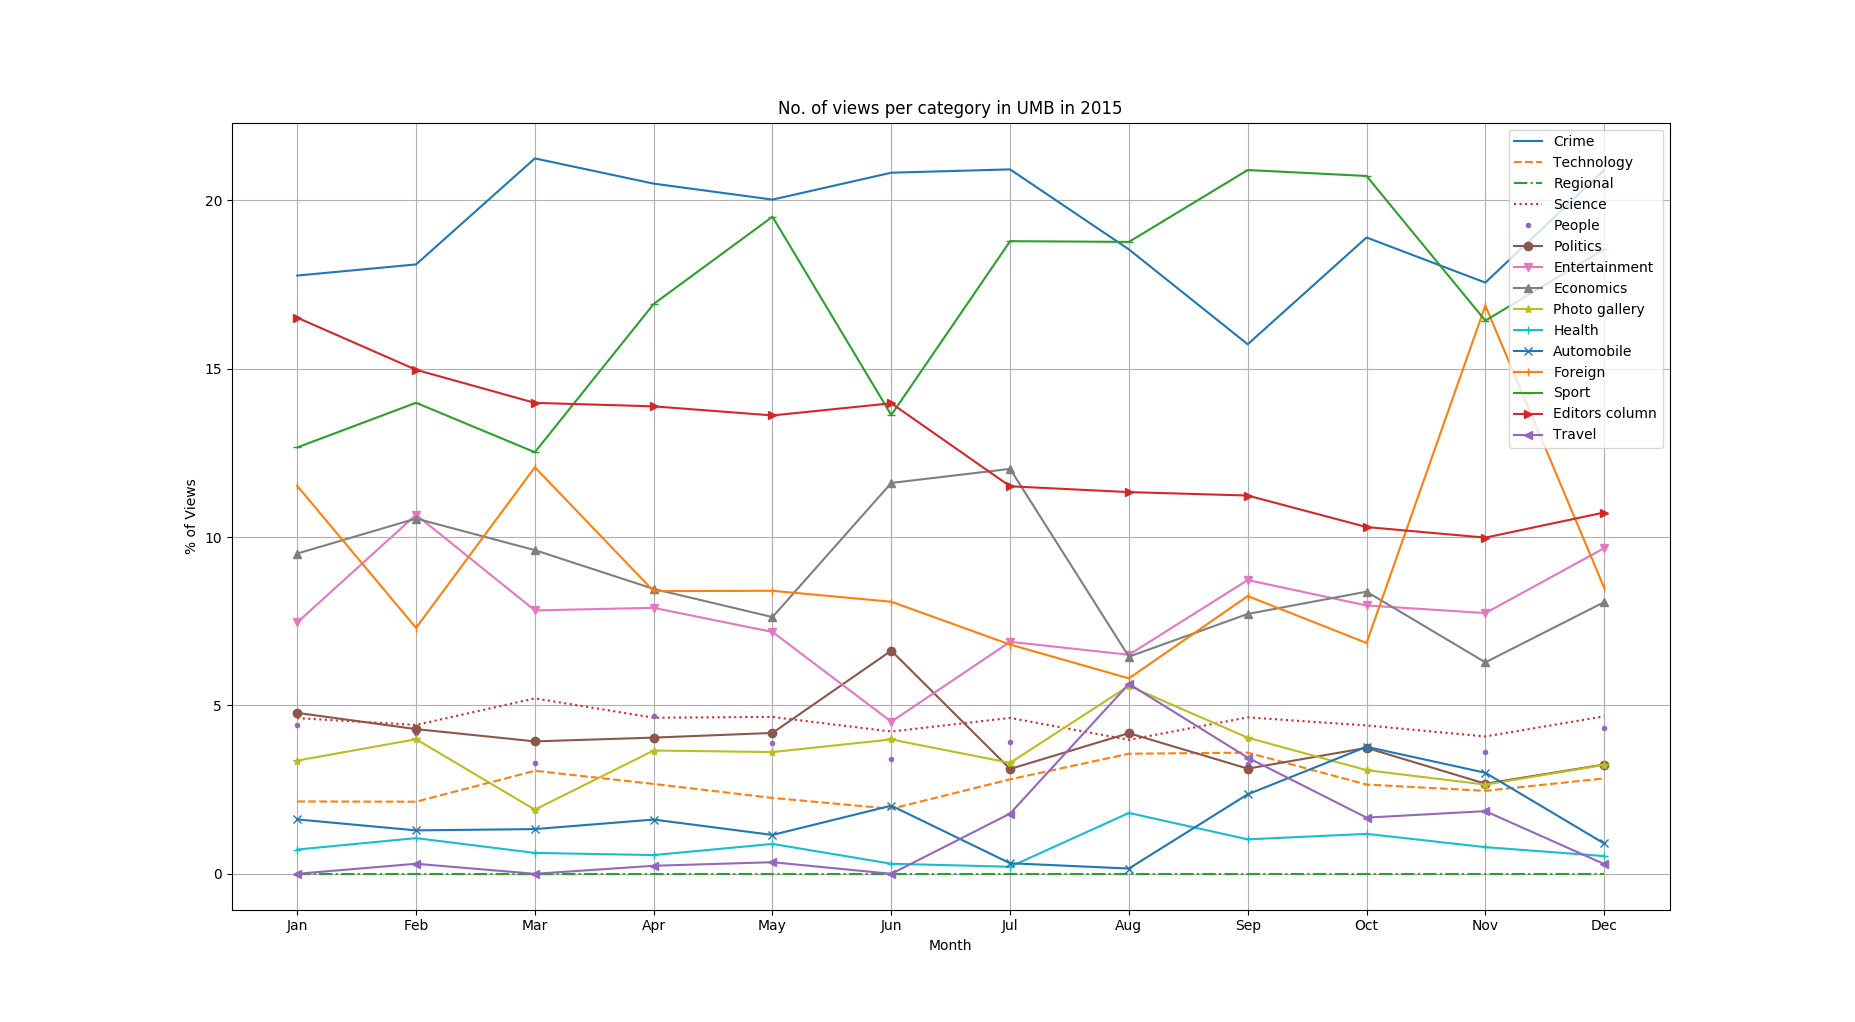 No. of views per category in UMB in 2015
Crime
Technology
Regional
Science
People
Politics
Entertainment
Economics
Photo gallery
Health
Automobile
Foreign
Sport
Editors column
Travel
% of Views
20
15
10
5
0
Jan Feb Mar Apr May Jun Jul Aug Sep Oct Nov Dec
Month